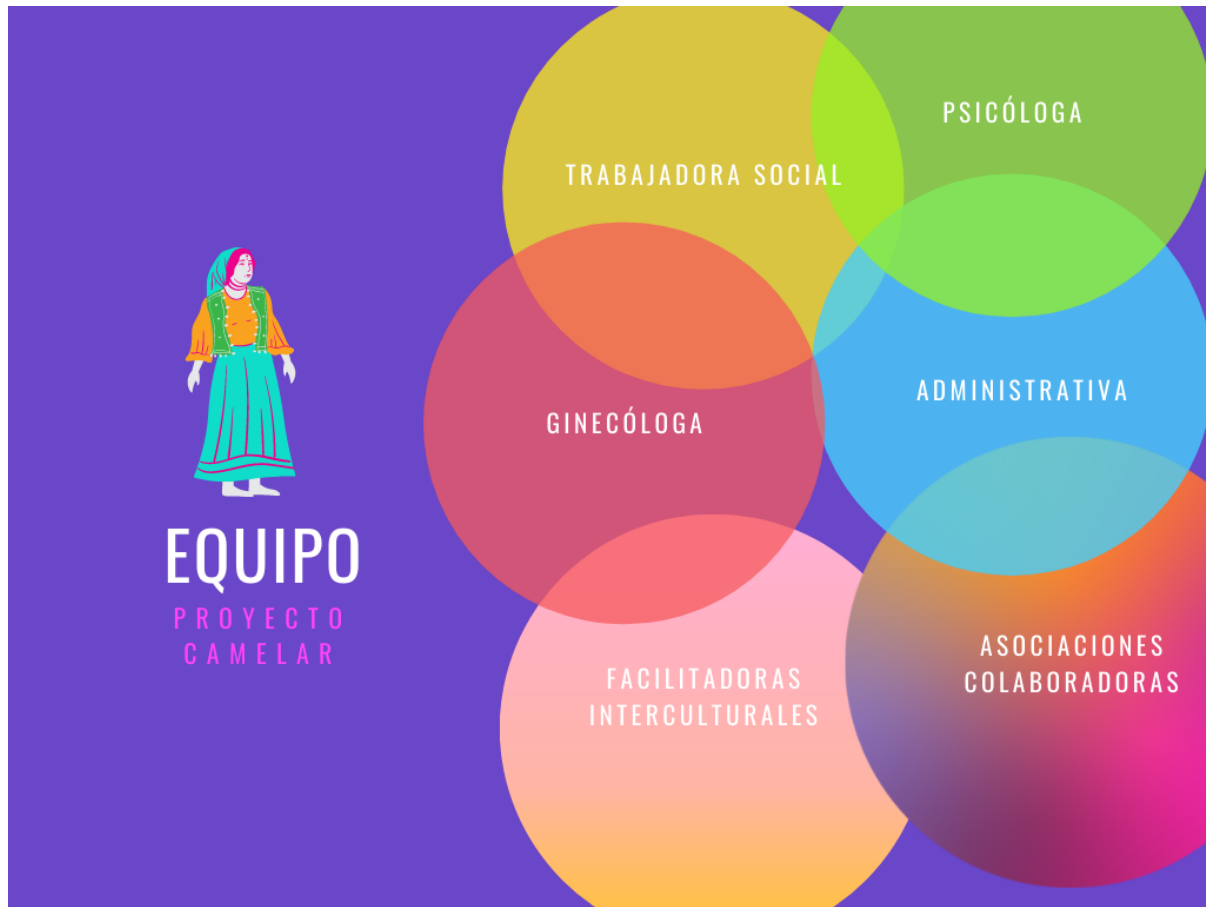 EQUIPO
PROYECTO
CAMELAR
TRABAJADORA SOCIAL
PSICÓLOGA
GINECÓLOGA
ADMINISTRATIVA
FACILITADORAS
INTERCULTURALES
ASOCIACIONES
COLABORADORAS